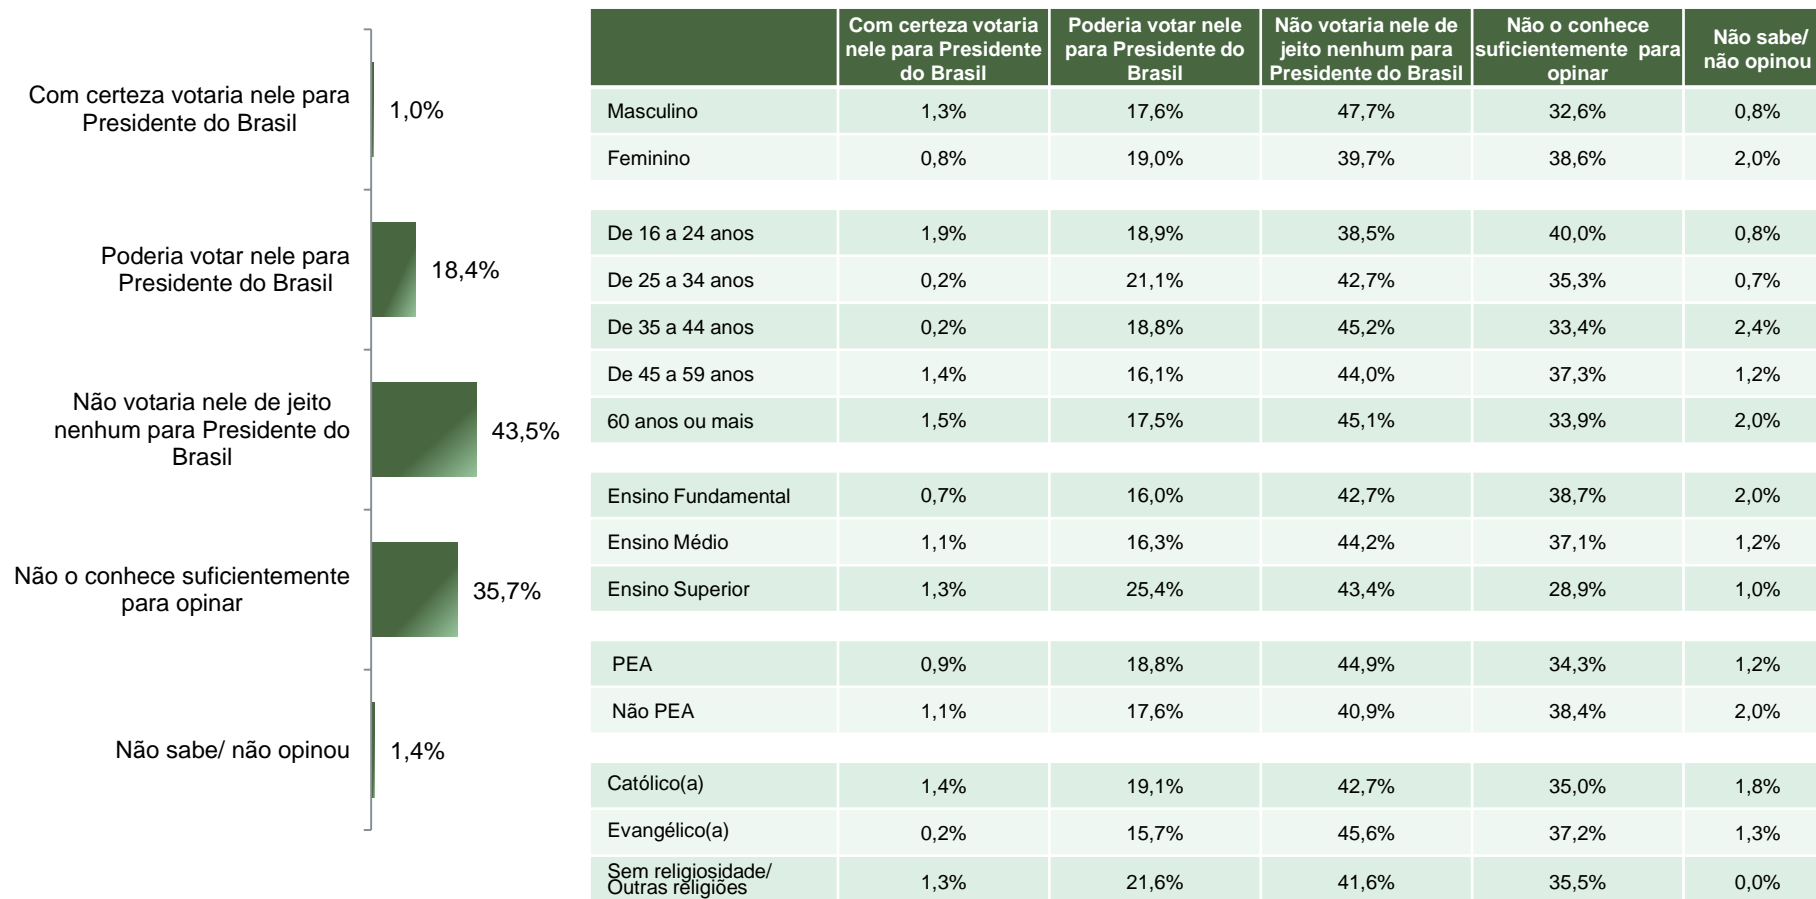 Com certeza votaria nele para
Presidente do Brasil
1,0%
Poderia votar nele para
Presidente do Brasil
18,4%
Não votaria nele de jeito
nenhum para Presidente do
Brasil
43,5%
Não o conhece suficientemente
para opinar
35,7%
Não sabe/ não opinou
1,4%
Com certeza votaria
nele para Presidente
do Brasil
Poderia votar nele
para Presidente do
Brasil
Não votaria nele de
jeito nenhum para
Presidente do Brasil
Não o conhece
suficientemente para
opinar
Não sabe/
não opinou
Masculino 1,3% 17,6% 47,7% 32,6% 0,8%
Feminino 0,8% 19,0% 39,7% 38,6% 2,0%
De 16 a 24 anos 1,9% 18,9% 38,5% 40,0% 0,8%
De 25 a 34 anos 0,2% 21,1% 42,7% 35,3% 0,7%
De 35 a 44 anos 0,2% 18,8% 45,2% 33,4% 2,4%
De 45 a 59 anos 1,4% 16,1% 44,0% 37,3% 1,2%
60 anos ou mais 1,5% 17,5% 45,1% 33,9% 2,0%
Ensino Fundamental 0,7% 16,0% 42,7% 38,7% 2,0%
Ensino Médio 1,1% 16,3% 44,2% 37,1% 1,2%
Ensino Superior 1,3% 25,4% 43,4% 28,9% 1,0%
PEA 0,9% 18,8% 44,9% 34,3% 1,2%
Não PEA 1,1% 17,6% 40,9% 38,4% 2,0%
Católico(a) 1,4% 19,1% 42,7% 35,0% 1,8%
Evangélico(a) 0,2% 15,7% 45,6% 37,2% 1,3%
Sem religiosidade/
Outras religiões 1,3% 21,6% 41,6% 35,5% 0,0%